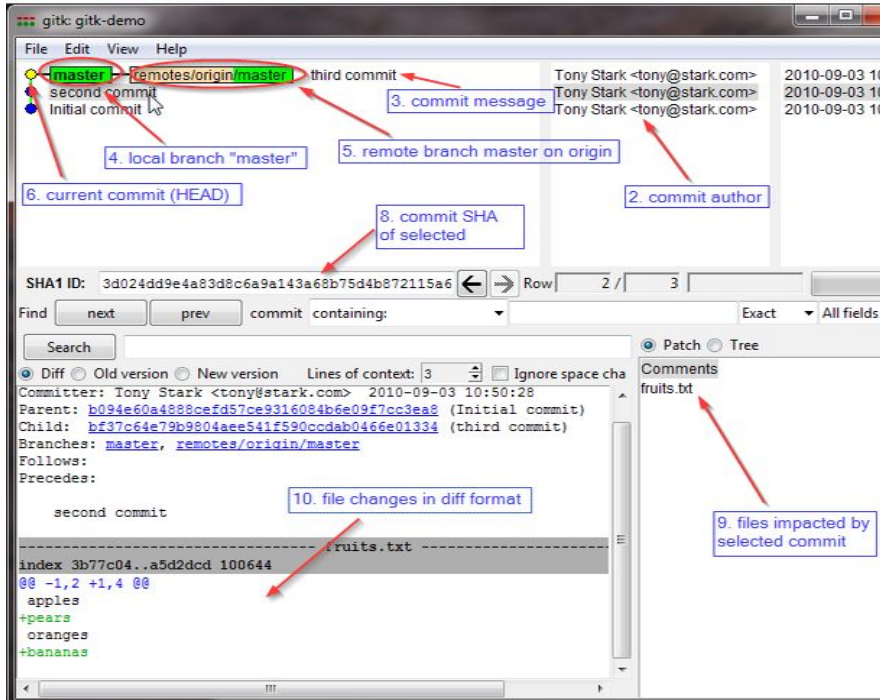 gitk: gitk-demo
File Edit View Help
master remotes/origin/master third commit Tony Stark <tony@stark.com> 2010-09-03 10
second commit Tony Stark <tony@stark.com> 2010-09-03 10
Initial commit Tony Stark <tony@stark.com> 2010-09-03 10
3. commit message
4. local branch "master"
5. remote branch master on origin
6. current commit (HEAD)
2. commit author
8. commit SHA
of selected
SHA1 ID: 3d024dd9e4a83d8c6a9a143a68b75d4b872115a6 Row 2 / 3
Find next prev commit containing: Exact All fields
Search
Patch Tree
Diff Old version New version Lines of context: 3 Ignore space cha
Comments
fruits.txt
Committer: Tony Stark <tony@stark.com> 2010-09-03 10:50:28
Parent: b094e60a4888cefd57ce9316084b6e09f7cc3ea8 (Initial commit)
Child: bf37c64e79b9804aee541f590ccdab0466e01334 (third commit)
Branches: master, remotes/origin/master
Follows:
Precedes:
second commit
10. file changes in diff format
9. files impacted by
selected commit
------------------------------- fruits.txt -------------------------------
index 3b77c04..a5d2dcd 100644
@@ -1,2 +1,4 @@
apples
+pears
oranges
+bananas